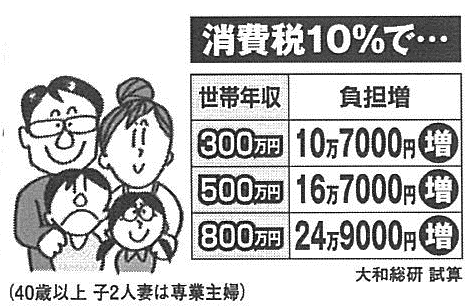 消費税10%で…
世帯年収 負担増
300万円 10万7000円 増
500万円 16万7000円 増
800万円 24万9000円 増
大和総研 試算
(40歳以上 子2人妻は専業主婦)